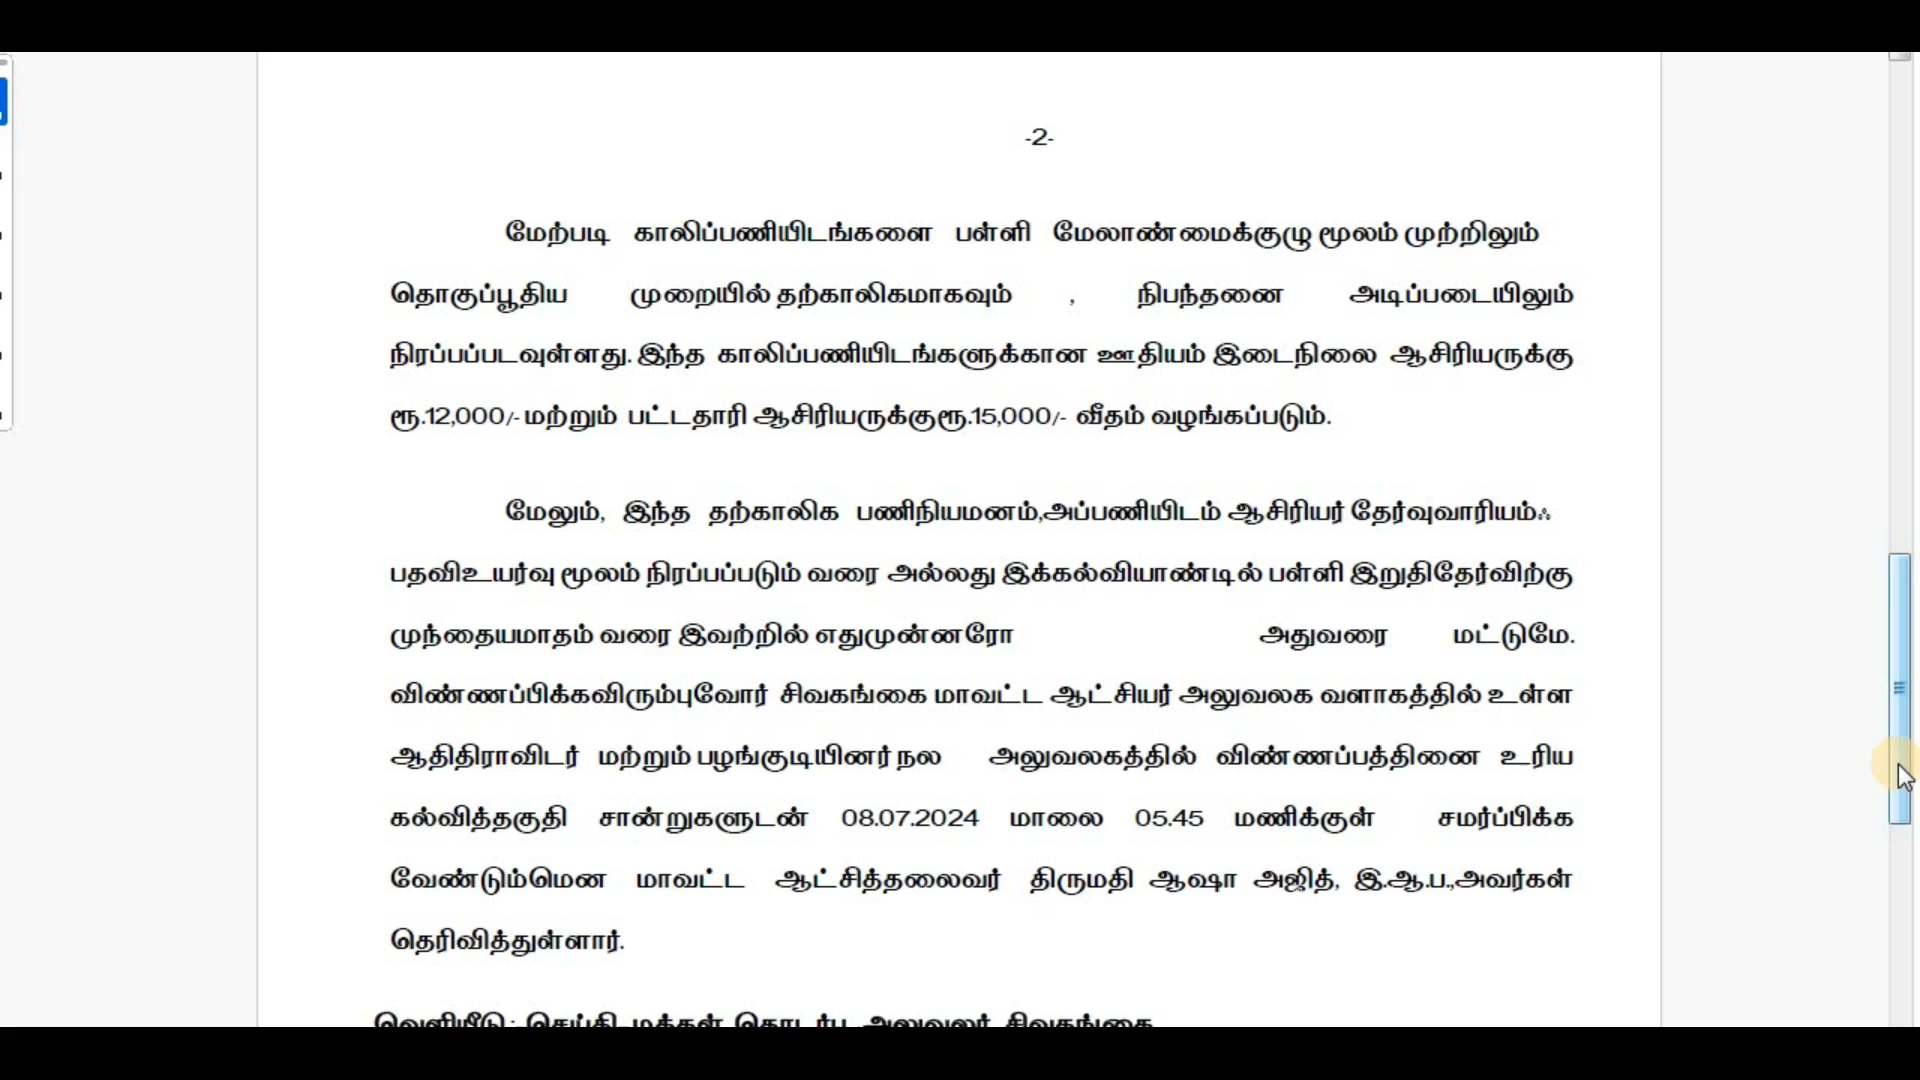 -2-
மேற்படி காலிப்பணியிடங்களை பள்ளி மேலாண்மைக்குழு மூலம் முற்றிலும்
தொகுப்பூதிய முறையில் தற்காலிகமாகவும் , நிபந்தனை அடிப்படையிலும்
நிரப்பப்படவுள்ளது. இந்த காலிப்பணியிடங்களுக்கான ஊதியம் இடைநிலை ஆசிரியருக்கு
ரூ.12,000/- மற்றும் பட்டதாரி ஆசிரியருக்குரூ.15,000/- வீதம் வழங்கப்படும்.
மேலும், இந்த தற்காலிக பணிநியமனம்,அப்பணியிடம் ஆசிரியர் தேர்வுவாரியம்ஃ
பதவிஉயர்வு மூலம் நிரப்பப்படும் வரை அல்லது இக்கல்வியாண்டில் பள்ளி இறுதிதேர்விற்கு
முந்தையமாதம் வரை இவற்றில் எதுமுன்னரோ அதுவரை மட்டுமே.
விண்ணப்பிக்கவிரும்புவோர் சிவகங்கை மாவட்ட ஆட்சியர் அலுவலக வளாகத்தில் உள்ள
ஆதிதிராவிடர் மற்றும் பழங்குடியினர் நல அலுவலகத்தில் விண்ணப்பத்தினை உரிய
கல்வித்தகுதி சான்றுகளுடன் 08.07.2024 மாலை 05.45 மணிக்குள் சமர்ப்பிக்க
வேண்டும்மென மாவட்ட ஆட்சித்தலைவர் திருமதி ஆஷா அஜித், இ.ஆ.ப.,அவர்கள்
தெரிவித்துள்ளார்.
வெளியீடு : செய்தி மக்கள் தொடர்பு அலுவலர், சிவகங்கை